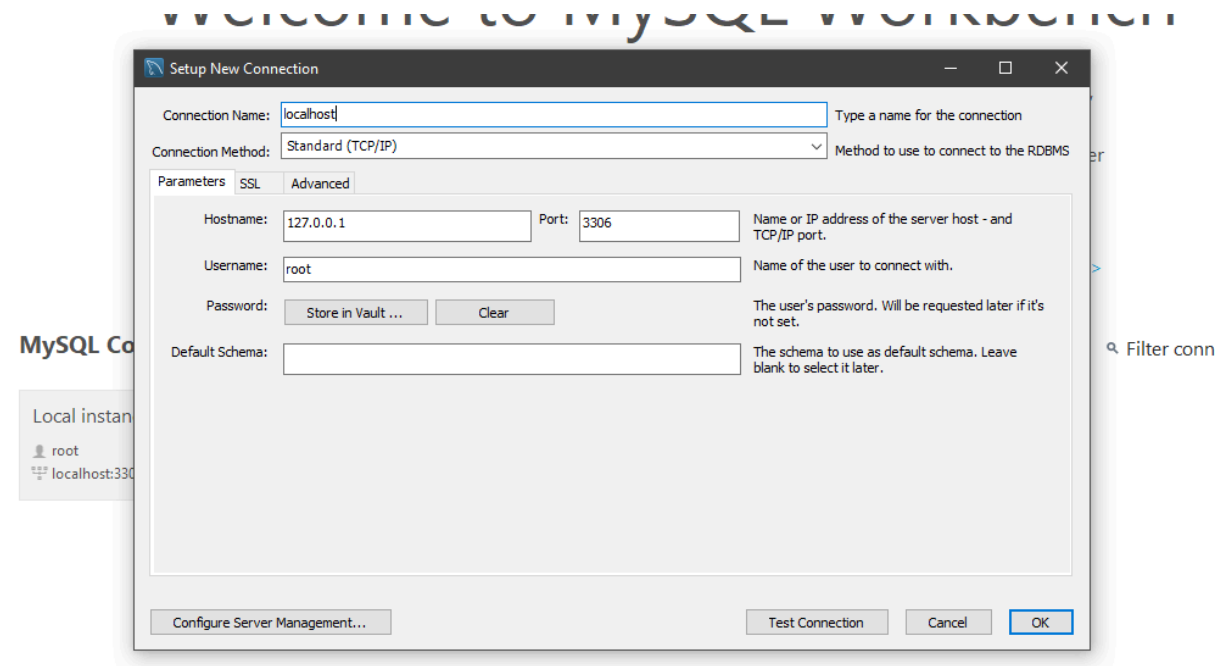 Welcome to MySQL Workbench
Setup New Connection
Connection Name: localhost Type a name for the connection
Connection Method: Standard (TCP/IP) Method to use to connect to the RDBMS
er
Parameters SSL Advanced
Hostname: 127.0.0.1 Port: 3306 Name or IP address of the server host - and
TCP/IP port.
Username: root Name of the user to connect with.
>
Password: Store in Vault ... Clear The user's password. Will be requested later if it's
not set.
MySQL Co
Default Schema: The schema to use as default schema. Leave
blank to select it later.
Filter conn
Local instan
root
localhost:330
Configure Server Management... Test Connection Cancel OK